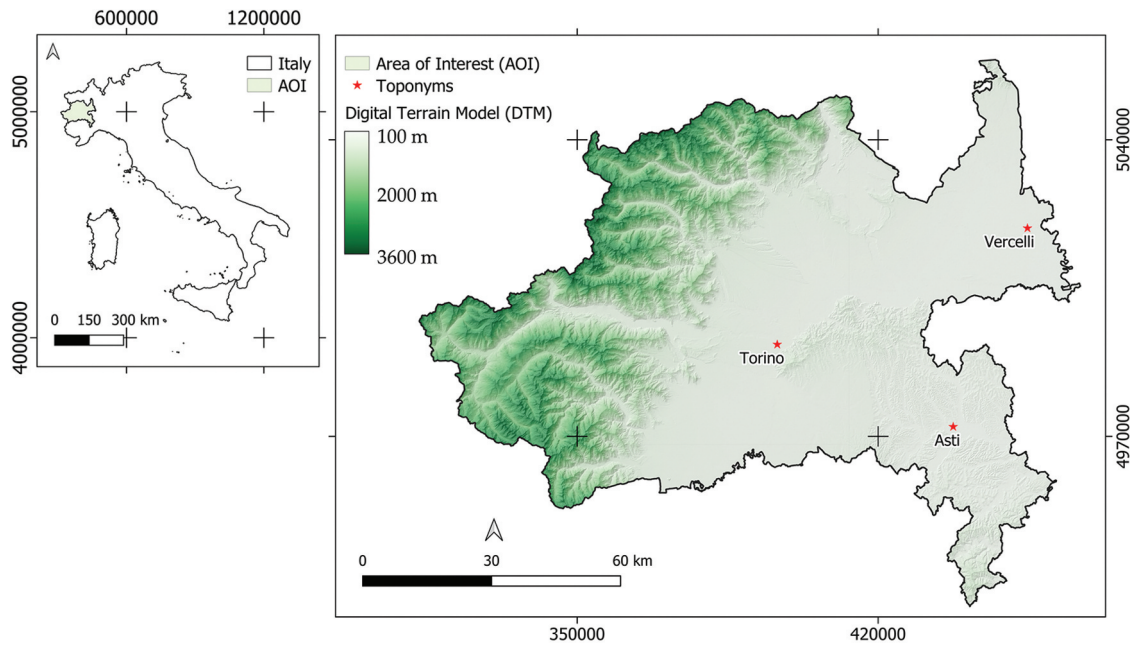 600000 1200000
5000000
4000000
Italy
AOI
0 150 300 km
Area of Interest (AOI)
Toponyms
Digital Terrain Model (DTM)
100 m
2000 m
3600 m
Vercelli
Torino
Asti
0 30 60 km
5040000
4970000
350000 420000